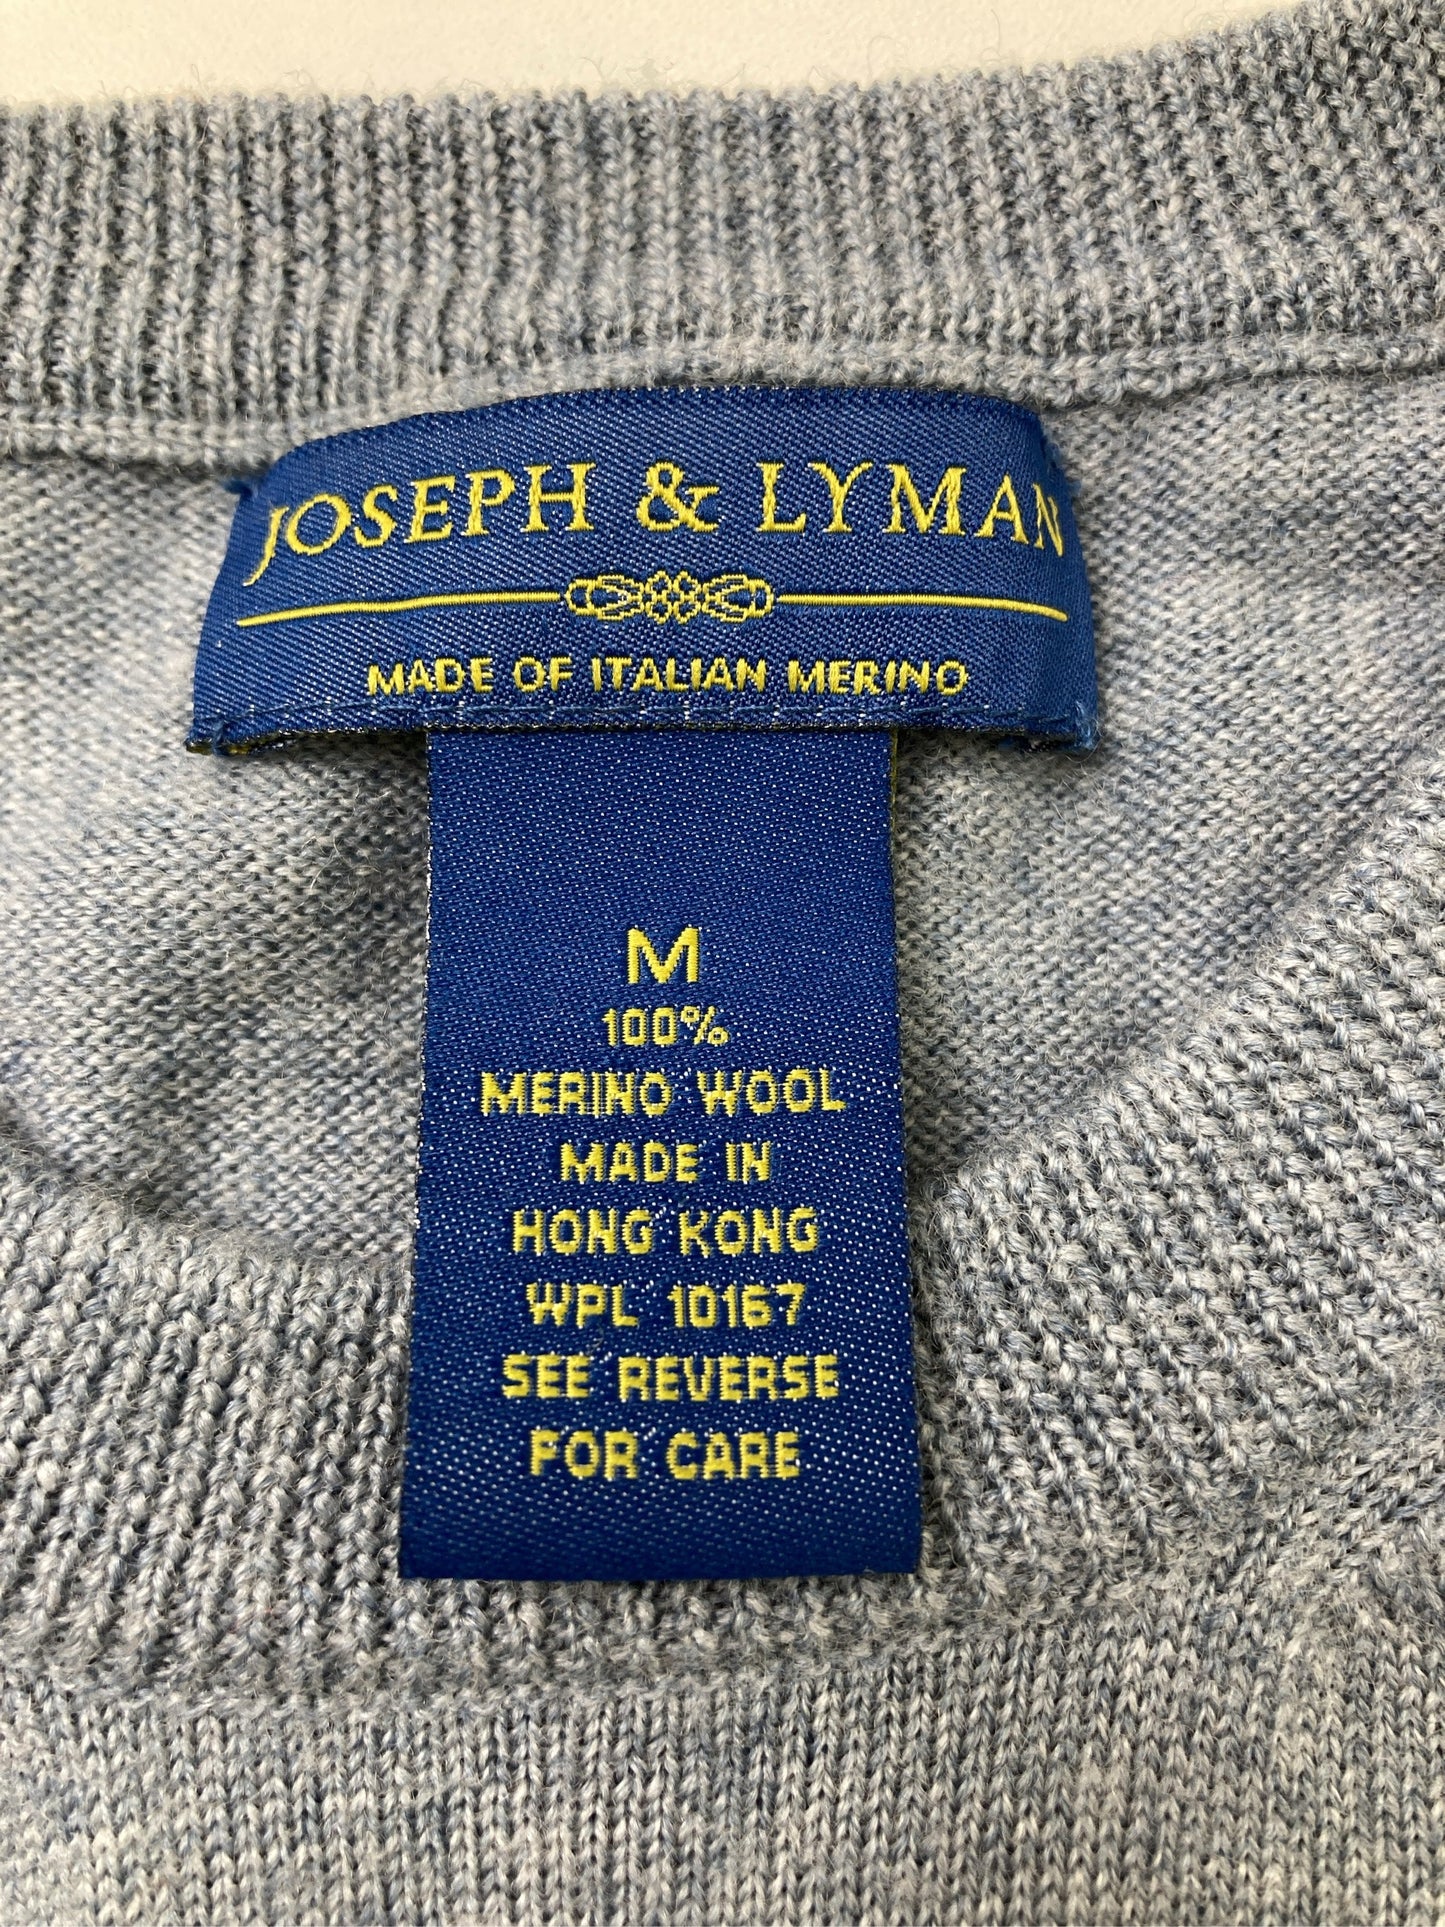 JOSEPH & LYMAN
MADE OF ITALIAN MERINO
M
100%
MERINO WOOL
MADE IN
HONG KONG
WPL 10167
SEE REVERSE
FOR CARE